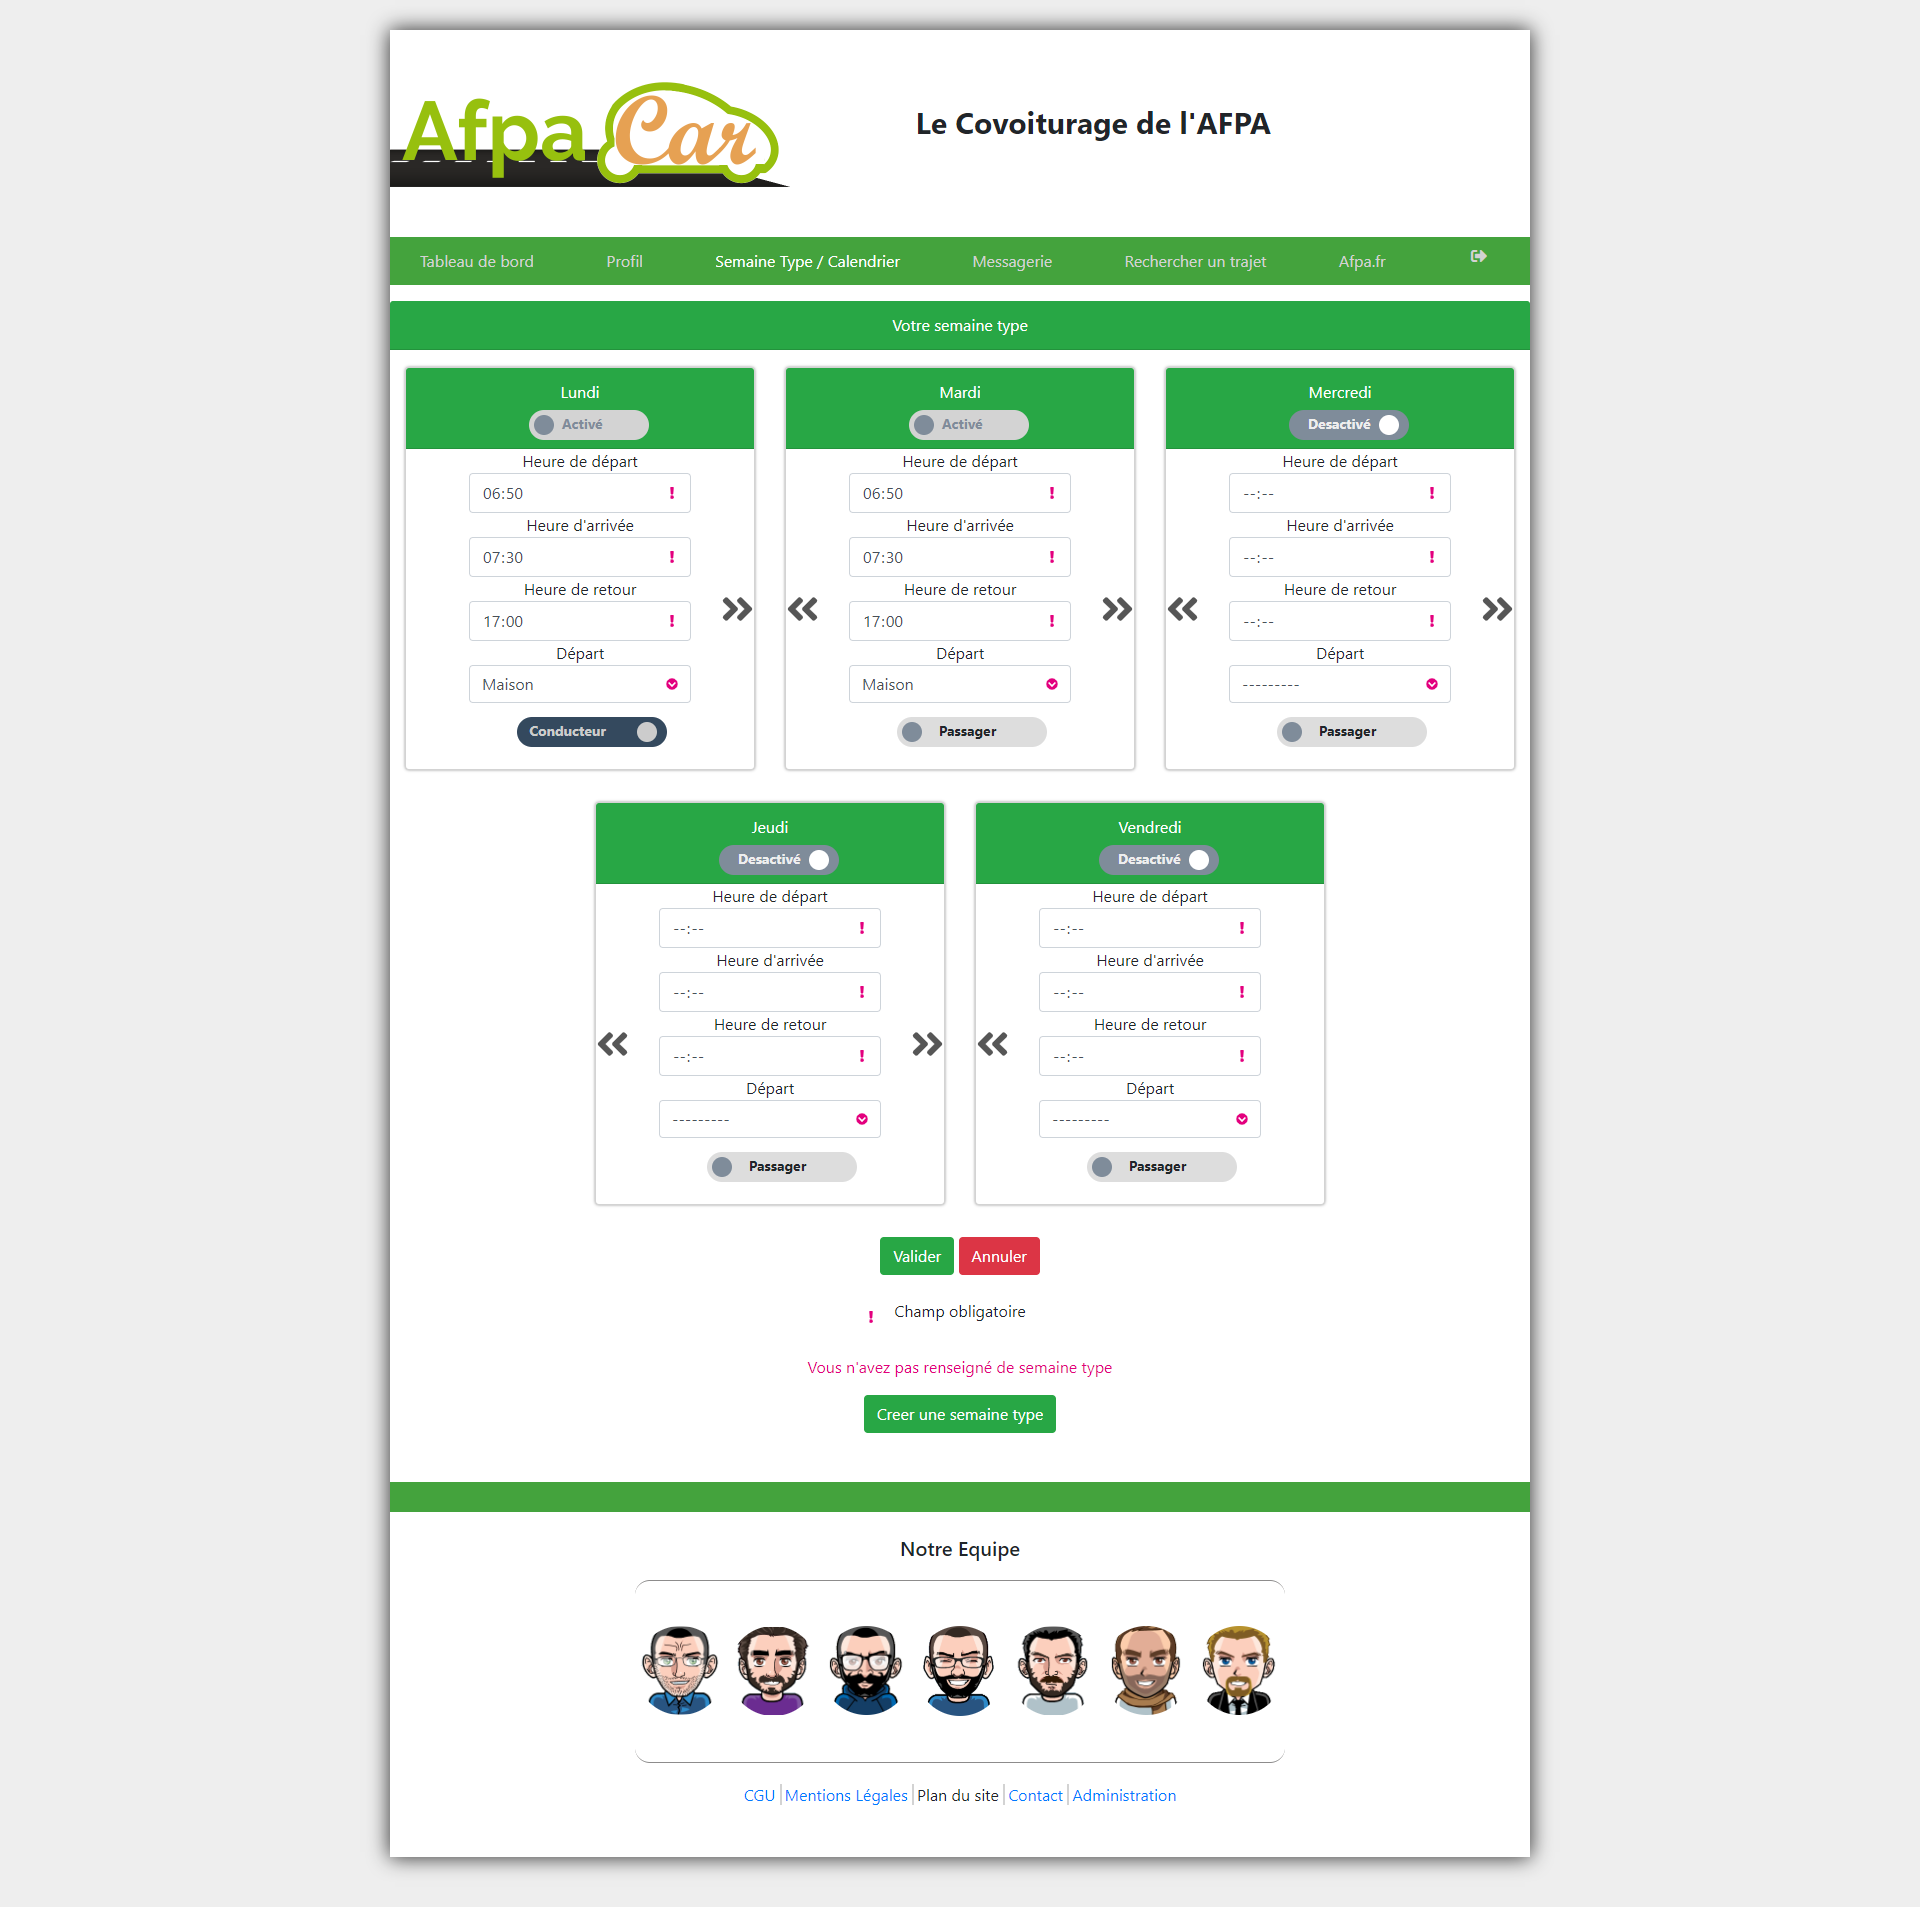 Afpa Car
Le Covoiturage de l'AFPA
Tableau de bord Profil Semaine Type / Calendrier Messagerie Rechercher un trajet Afpa.fr
Votre semaine type
Lundi
Activé
Heure de départ
06:50
Heure d'arrivée
07:30
Heure de retour
17:00
Départ
Maison
Conducteur
Mardi
Activé
Heure de départ
06:50
Heure d'arrivée
07:30
Heure de retour
17:00
Départ
Maison
Passager
Mercredi
Desactivé
Heure de départ
--:--
Heure d'arrivée
--:--
Heure de retour
--:--
Départ
---------
Passager
Jeudi
Desactivé
Heure de départ
--:--
Heure d'arrivée
--:--
Heure de retour
--:--
Départ
---------
Passager
Vendredi
Desactivé
Heure de départ
--:--
Heure d'arrivée
--:--
Heure de retour
--:--
Départ
---------
Passager
Valider Annuler
! Champ obligatoire
Vous n'avez pas renseigné de semaine type
Creer une semaine type
Notre Equipe
CGU Mentions Légales Plan du site Contact Administration